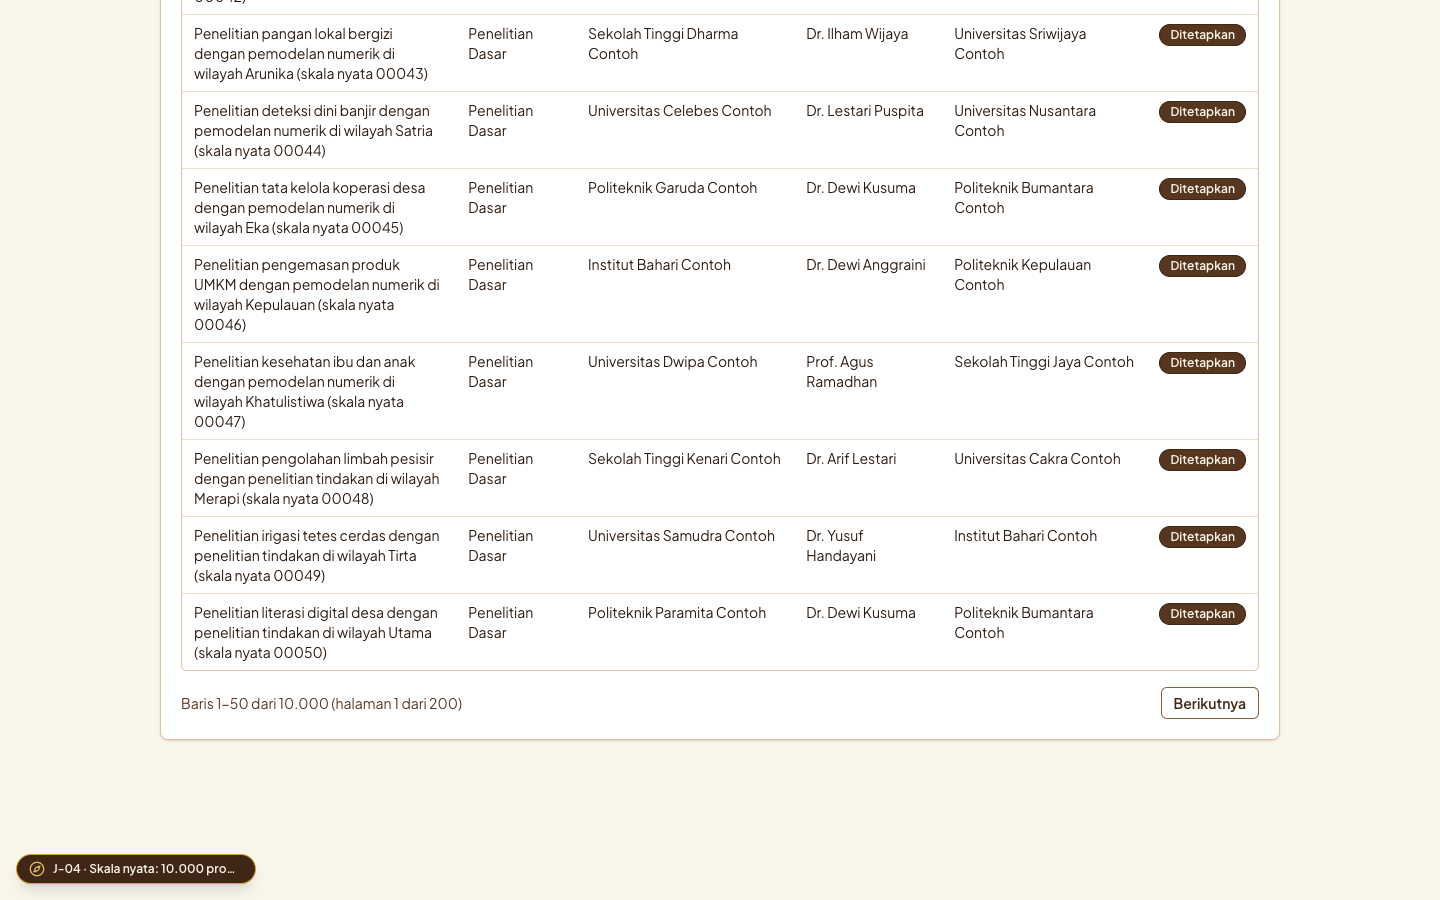 Penelitian pangan lokal bergizi
dengan pemodelan numerik di
wilayah Arunika (skala nyata 00043)
Penelitian
Dasar
Sekolah Tinggi Dharma
Contoh
Dr. Ilham Wijaya
Universitas Sriwijaya
Contoh
Ditetapkan
Penelitian deteksi dini banjir dengan
pemodelan numerik di wilayah Satria
(skala nyata 00044)
Penelitian
Dasar
Universitas Celebes Contoh
Dr. Lestari Puspita
Universitas Nusantara
Contoh
Ditetapkan
Penelitian tata kelola koperasi desa
dengan pemodelan numerik di
wilayah Eka (skala nyata 00045)
Penelitian
Dasar
Politeknik Garuda Contoh
Dr. Dewi Kusuma
Politeknik Bumantara
Contoh
Ditetapkan
Penelitian pengemasan produk
UMKM dengan pemodelan numerik di
wilayah Kepulauan (skala nyata
00046)
Penelitian
Dasar
Institut Bahari Contoh
Dr. Dewi Anggraini
Politeknik Kepulauan
Contoh
Ditetapkan
Penelitian kesehatan ibu dan anak
dengan pemodelan numerik di
wilayah Khatulistiwa (skala nyata
00047)
Penelitian
Dasar
Universitas Dwipa Contoh
Prof. Agus
Ramadhan
Sekolah Tinggi Jaya Contoh
Ditetapkan
Penelitian pengolahan limbah pesisir
dengan penelitian tindakan di wilayah
Merapi (skala nyata 00048)
Penelitian
Dasar
Sekolah Tinggi Kenari Contoh
Dr. Arif Lestari
Universitas Cakra Contoh
Ditetapkan
Penelitian irigasi tetes cerdas dengan
penelitian tindakan di wilayah Tirta
(skala nyata 00049)
Penelitian
Dasar
Universitas Samudra Contoh
Dr. Yusuf
Handayani
Institut Bahari Contoh
Ditetapkan
Penelitian literasi digital desa dengan
penelitian tindakan di wilayah Utama
(skala nyata 00050)
Penelitian
Dasar
Politeknik Paramita Contoh
Dr. Dewi Kusuma
Politeknik Bumantara
Contoh
Ditetapkan
Baris 1–50 dari 10.000 (halaman 1 dari 200)
Berikutnya
J-04 · Skala nyata: 10.000 pro...